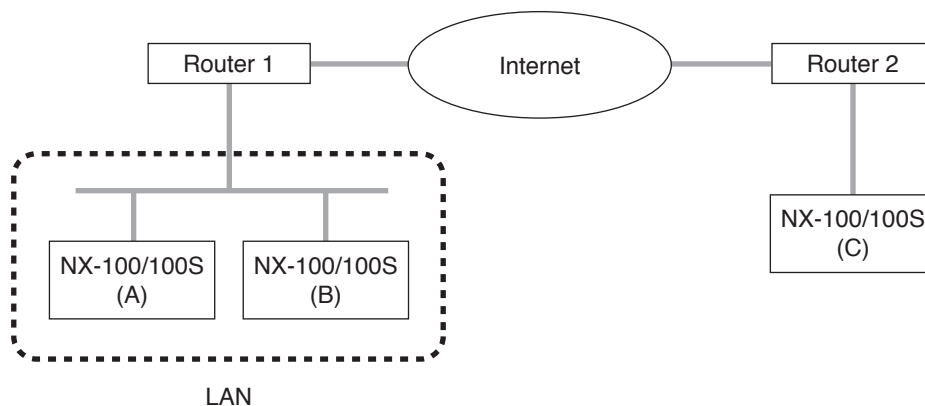 Router 1
Internet
Router 2
NX-100/100S
(A)
NX-100/100S
(B)
NX-100/100S
(C)
LAN